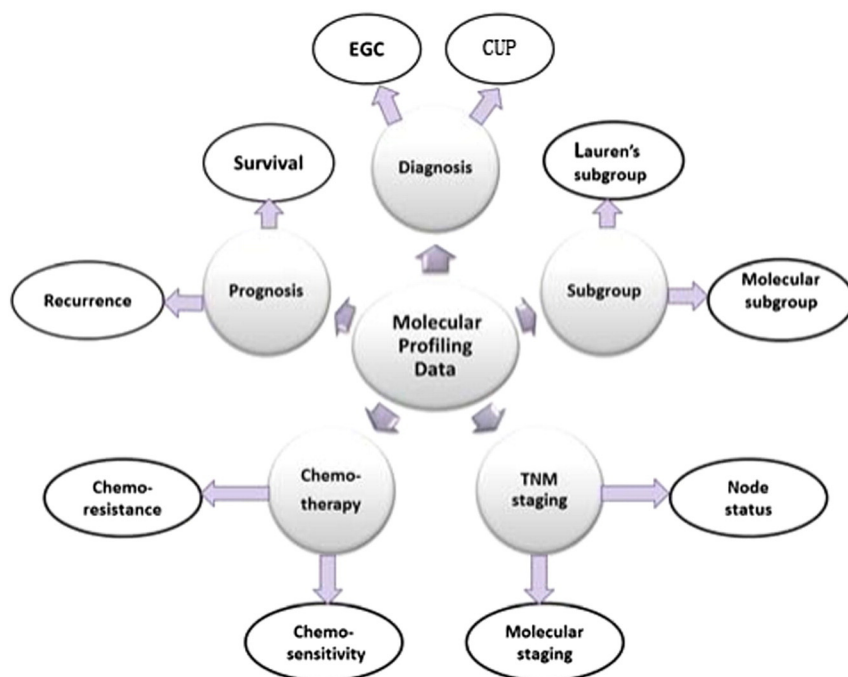 EGC
CUP
Diagnosis
Survival
Lauren's
subgroup
Prognosis
Recurrence
Subgroup
Molecular
subgroup
Molecular
Profiling
Data
Chemo-
therapy
Chemo-
resistance
Chemo-
sensitivity
TNM
staging
Node
status
Molecular
staging